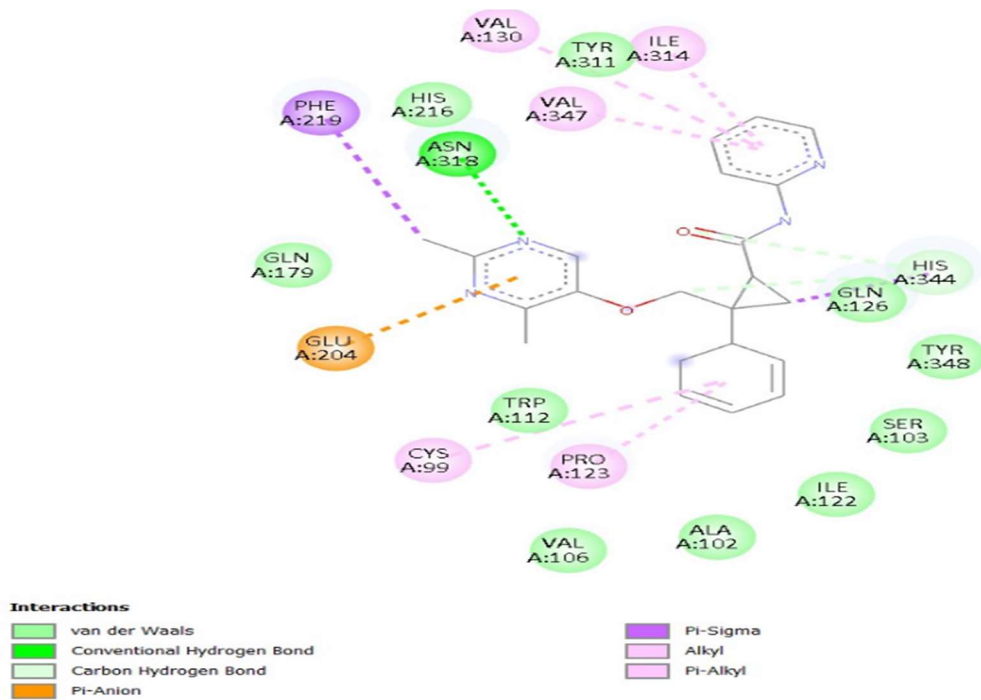 VAL
A:130
TYR
A:311
ILE
A:314
PHE
A:219
HIS
A:216
VAL
A:347
ASN
A:318
N
N
O
GLN
A:179
N
HIS
A:344
N
GLN
A:126
O
GLU
A:204
TYR
A:348
TRP
A:112
SER
A:103
CYS
A:99
PRO
A:123
ILE
A:122
VAL
A:106
ALA
A:102
Interactions
van der Waals
Conventional Hydrogen Bond
Carbon Hydrogen Bond
Pi-Anion
Pi-Sigma
Alkyl
Pi-Alkyl